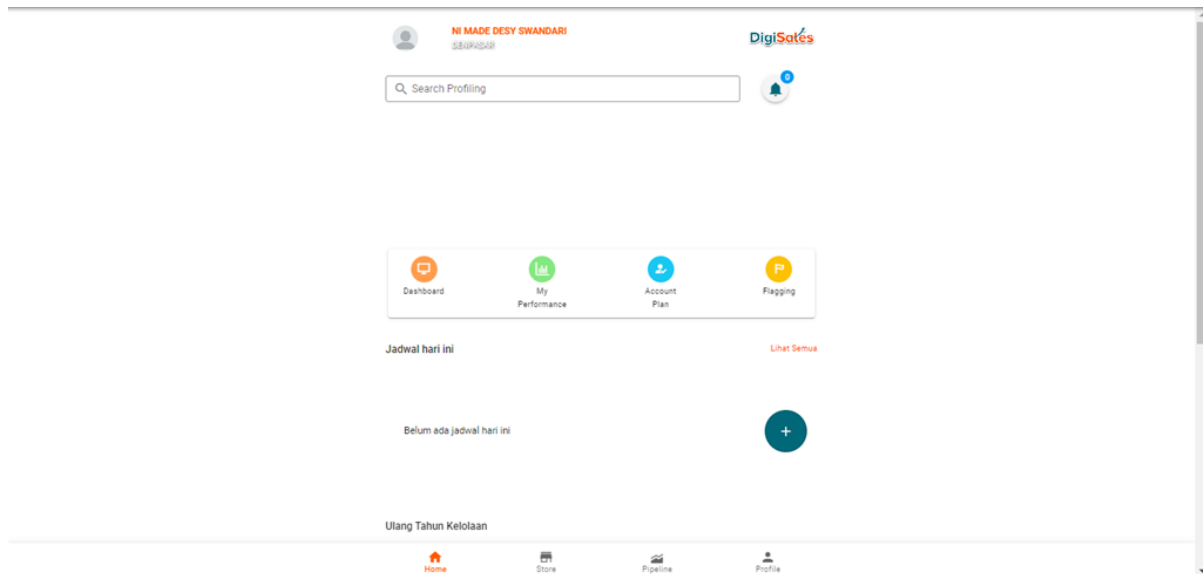 NI MADE DESY SWANDARI
DENPASAR
DigiSales
Search Profiling
0
Dashboard
My
Performance
Account
Plan
Flagging
Jadwal hari ini
Lihat Semua
Belum ada jadwal hari ini
+
Ulang Tahun Kelolaan
Home
Store
Pipeline
Profile